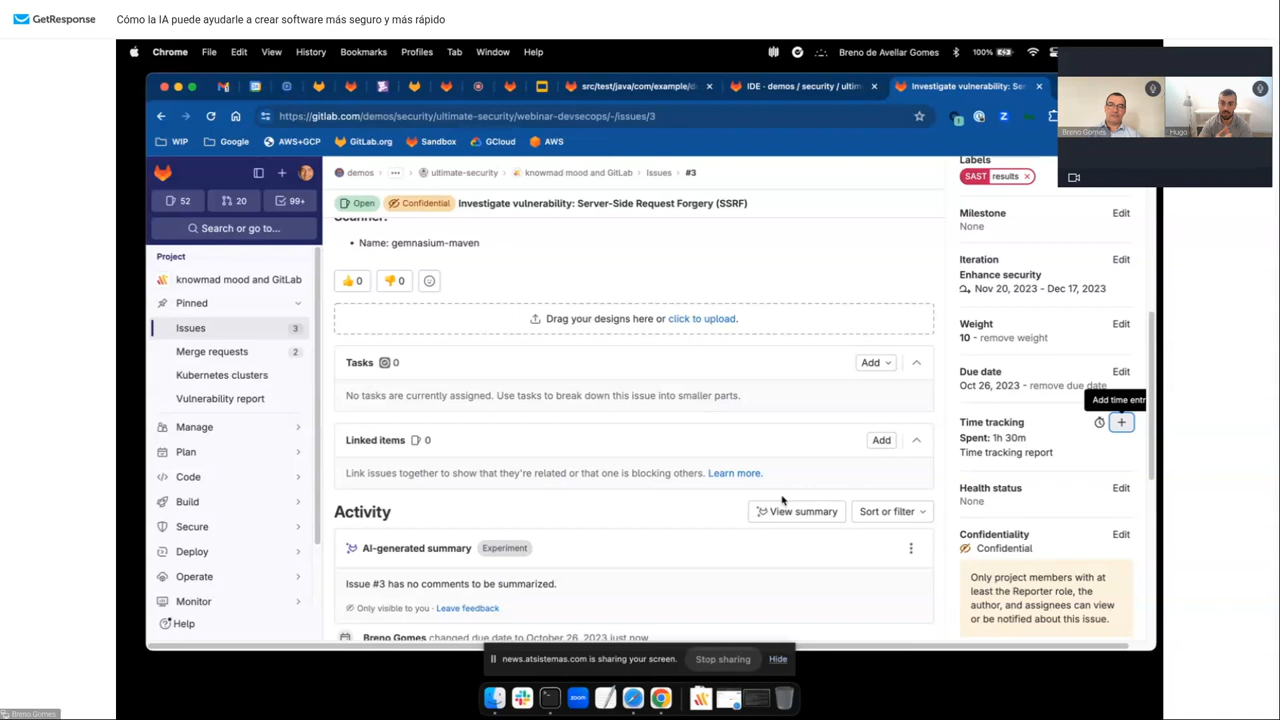 GetResponse
Cómo la IA puede ayudarle a crear software más seguro y más rápido
Chrome File Edit View History Bookmarks Profiles Tab Window Help
Breno de Avellar Gomes
100%
src/test/java/com/example/
IDE · demos / security / ultim
Investigate vulnerability: Ser
https://gitlab.com/demos/security/ultimate-security/webinar-devsecops/-/issues/3
WIP Google AWS+GCP GitLab.org Sandbox GCloud AWS
Breno Gomes
Hugo
52
20
99+
Search or go to...
Project
knowmad mood and GitLab
Pinned
Issues 3
Merge requests 2
Kubernetes clusters
Vulnerability report
Manage
Plan
Code
Build
Secure
Deploy
Operate
Monitor
Help
demos › ... › ultimate-security › knowmad mood and GitLab › Issues › #3
Open Confidential Investigate vulnerability: Server-Side Request Forgery (SSRF)
Scanner:
• Name: gemnasium-maven
👍 0 👎 0
Drag your designs here or click to upload.
Tasks 0
Add
No tasks are currently assigned. Use tasks to break down this issue into smaller parts.
Linked items 0
Add
Link issues together to show that they're related or that one is blocking others. Learn more.
Activity
View summary
Sort or filter
AI-generated summary Experiment
Issue #3 has no comments to be summarized.
Only visible to you · Leave feedback
Breno Gomes changed due date to October 26, 2023 just now
Labels
SAST results ×
Milestone Edit
None
Iteration Edit
Enhance security
Nov 20, 2023 - Dec 17, 2023
Weight Edit
10 - remove weight
Due date Edit
Oct 26, 2023 - remove due date
Add time entr
Time tracking
Spent: 1h 30m
Time tracking report
Health status Edit
None
Confidentiality Edit
Confidential
Only project members with at
least the Reporter role, the
author, and assignees can view
or be notified about this issue.
news.atsistemas.com is sharing your screen.
Stop sharing
Hide
zoom
Breno Gomes